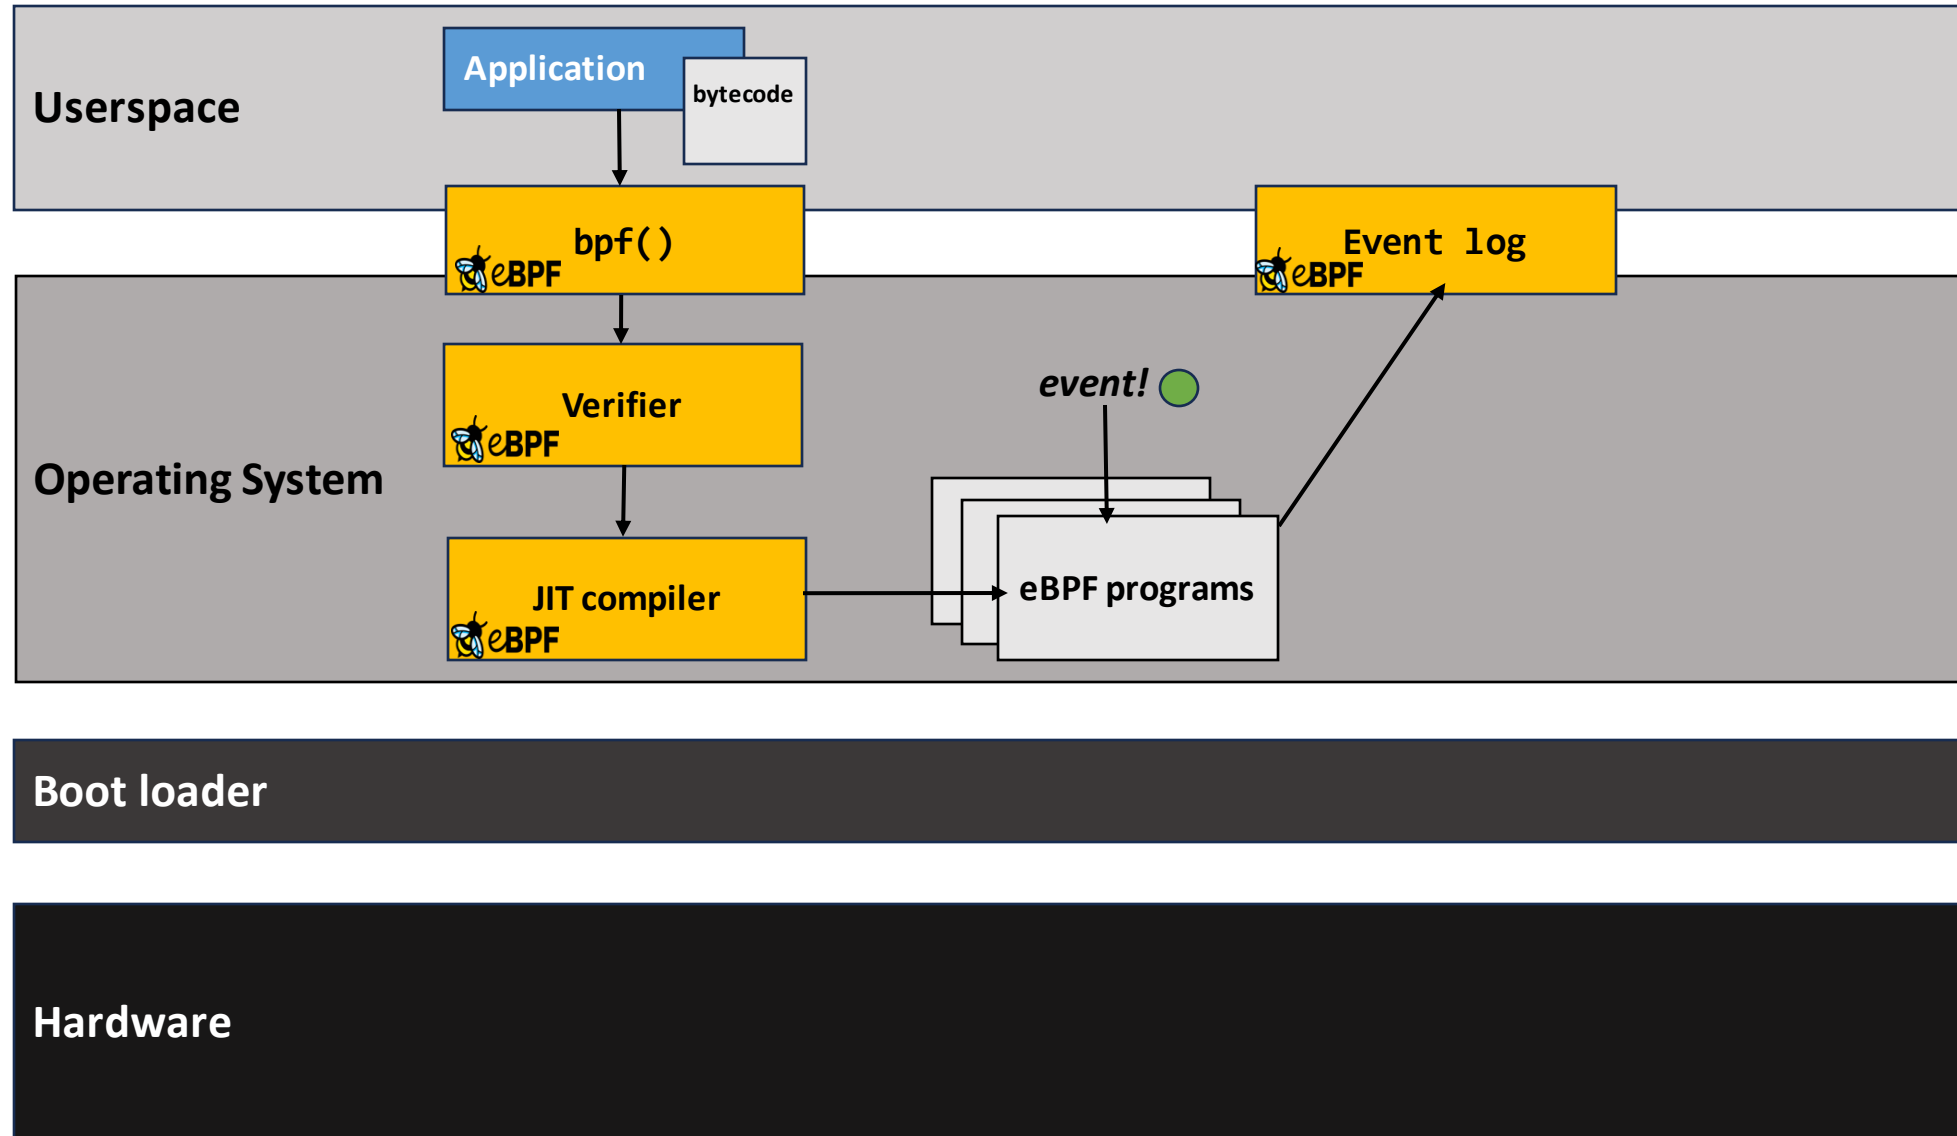 Userspace
Application
bytecode
bpf()
eBPF
Event log
eBPF
Operating System
Verifier
eBPF
event!
JIT compiler
eBPF
eBPF programs
Boot loader
Hardware